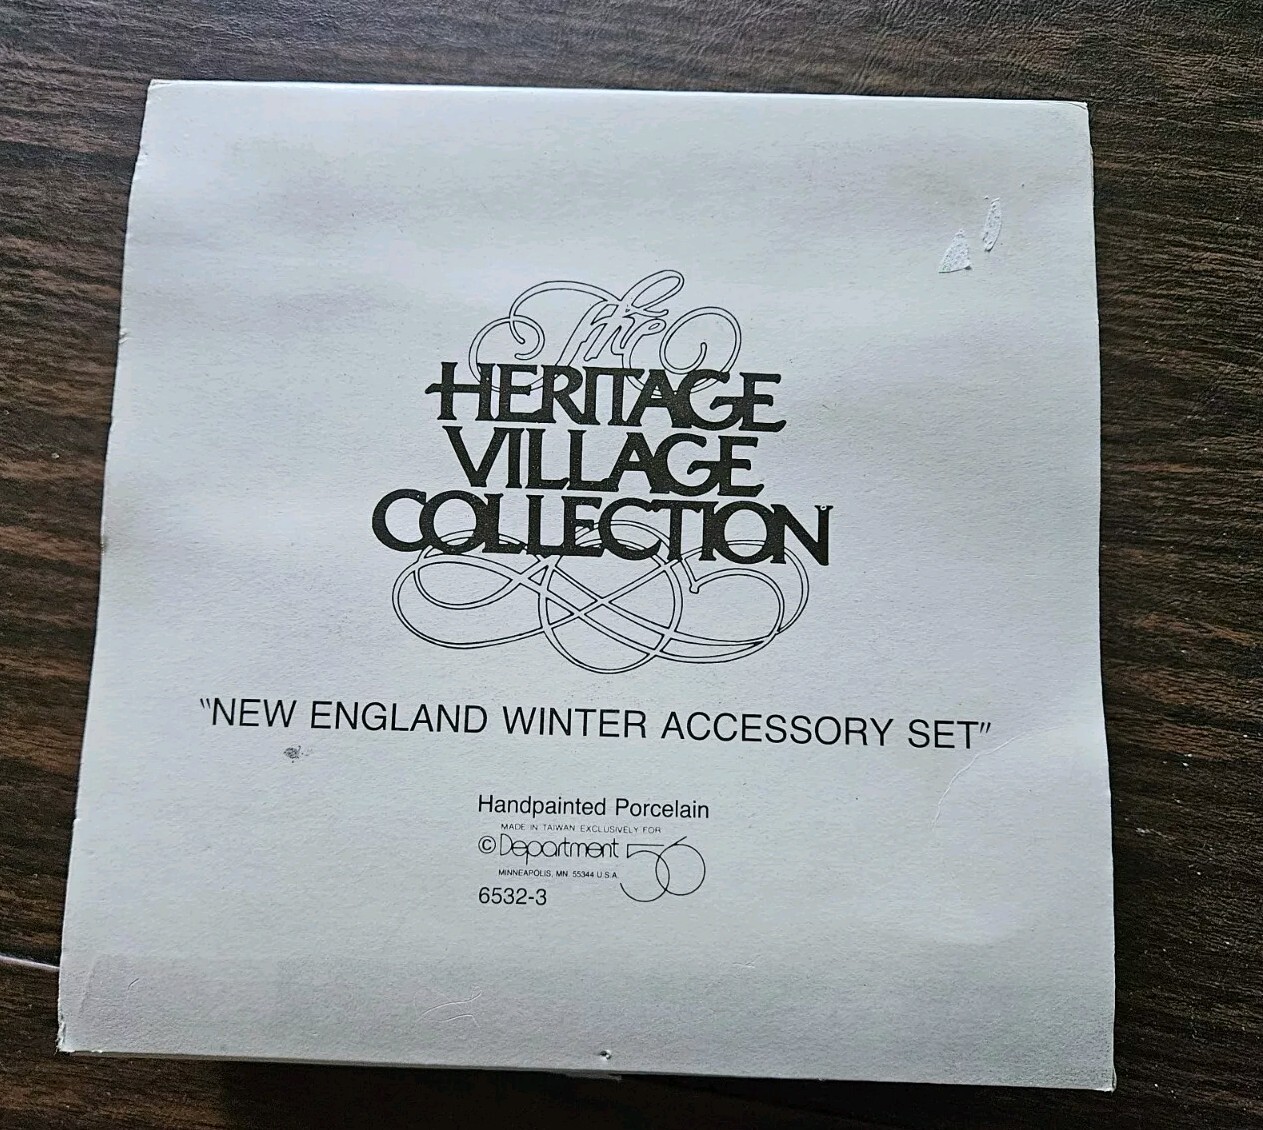 The
HERITAGE
VILLAGE
COLLECTION
"NEW ENGLAND WINTER ACCESSORY SET"
Handpainted Porcelain
MADE IN TAIWAN EXCLUSIVELY FOR
© Department 56
MINNEAPOLIS, MN 55344 U.S.A.
6532-3